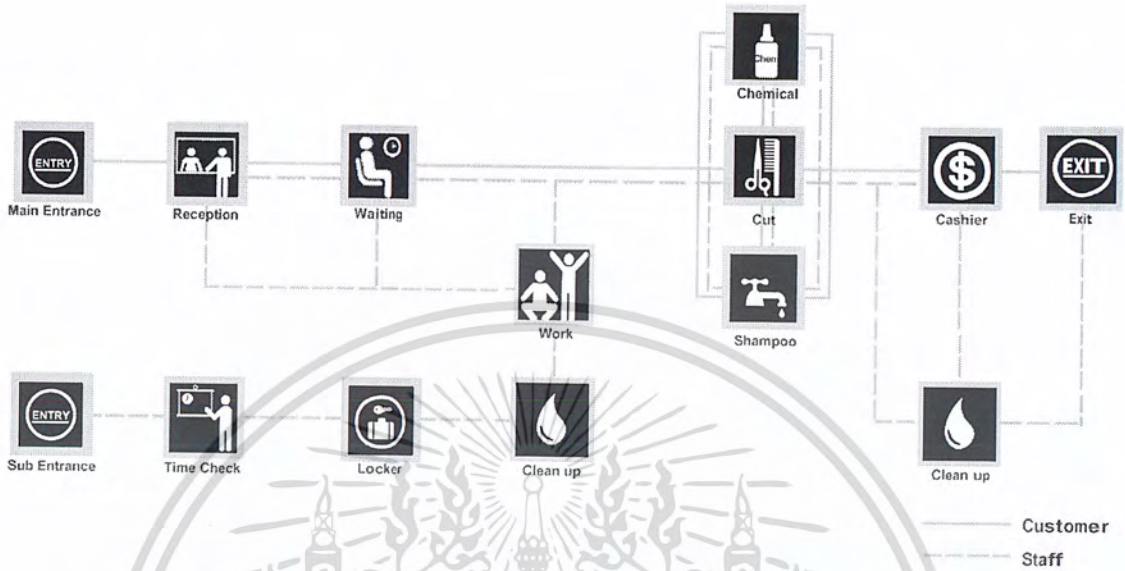 Chem
Chemical
ENTRY
Main Entrance
Reception
Waiting
Cut
$
Cashier
EXIT
Exit
Work
Shampoo
ENTRY
Sub Entrance
Time Check
Locker
Clean up
Clean up
Customer
Staff